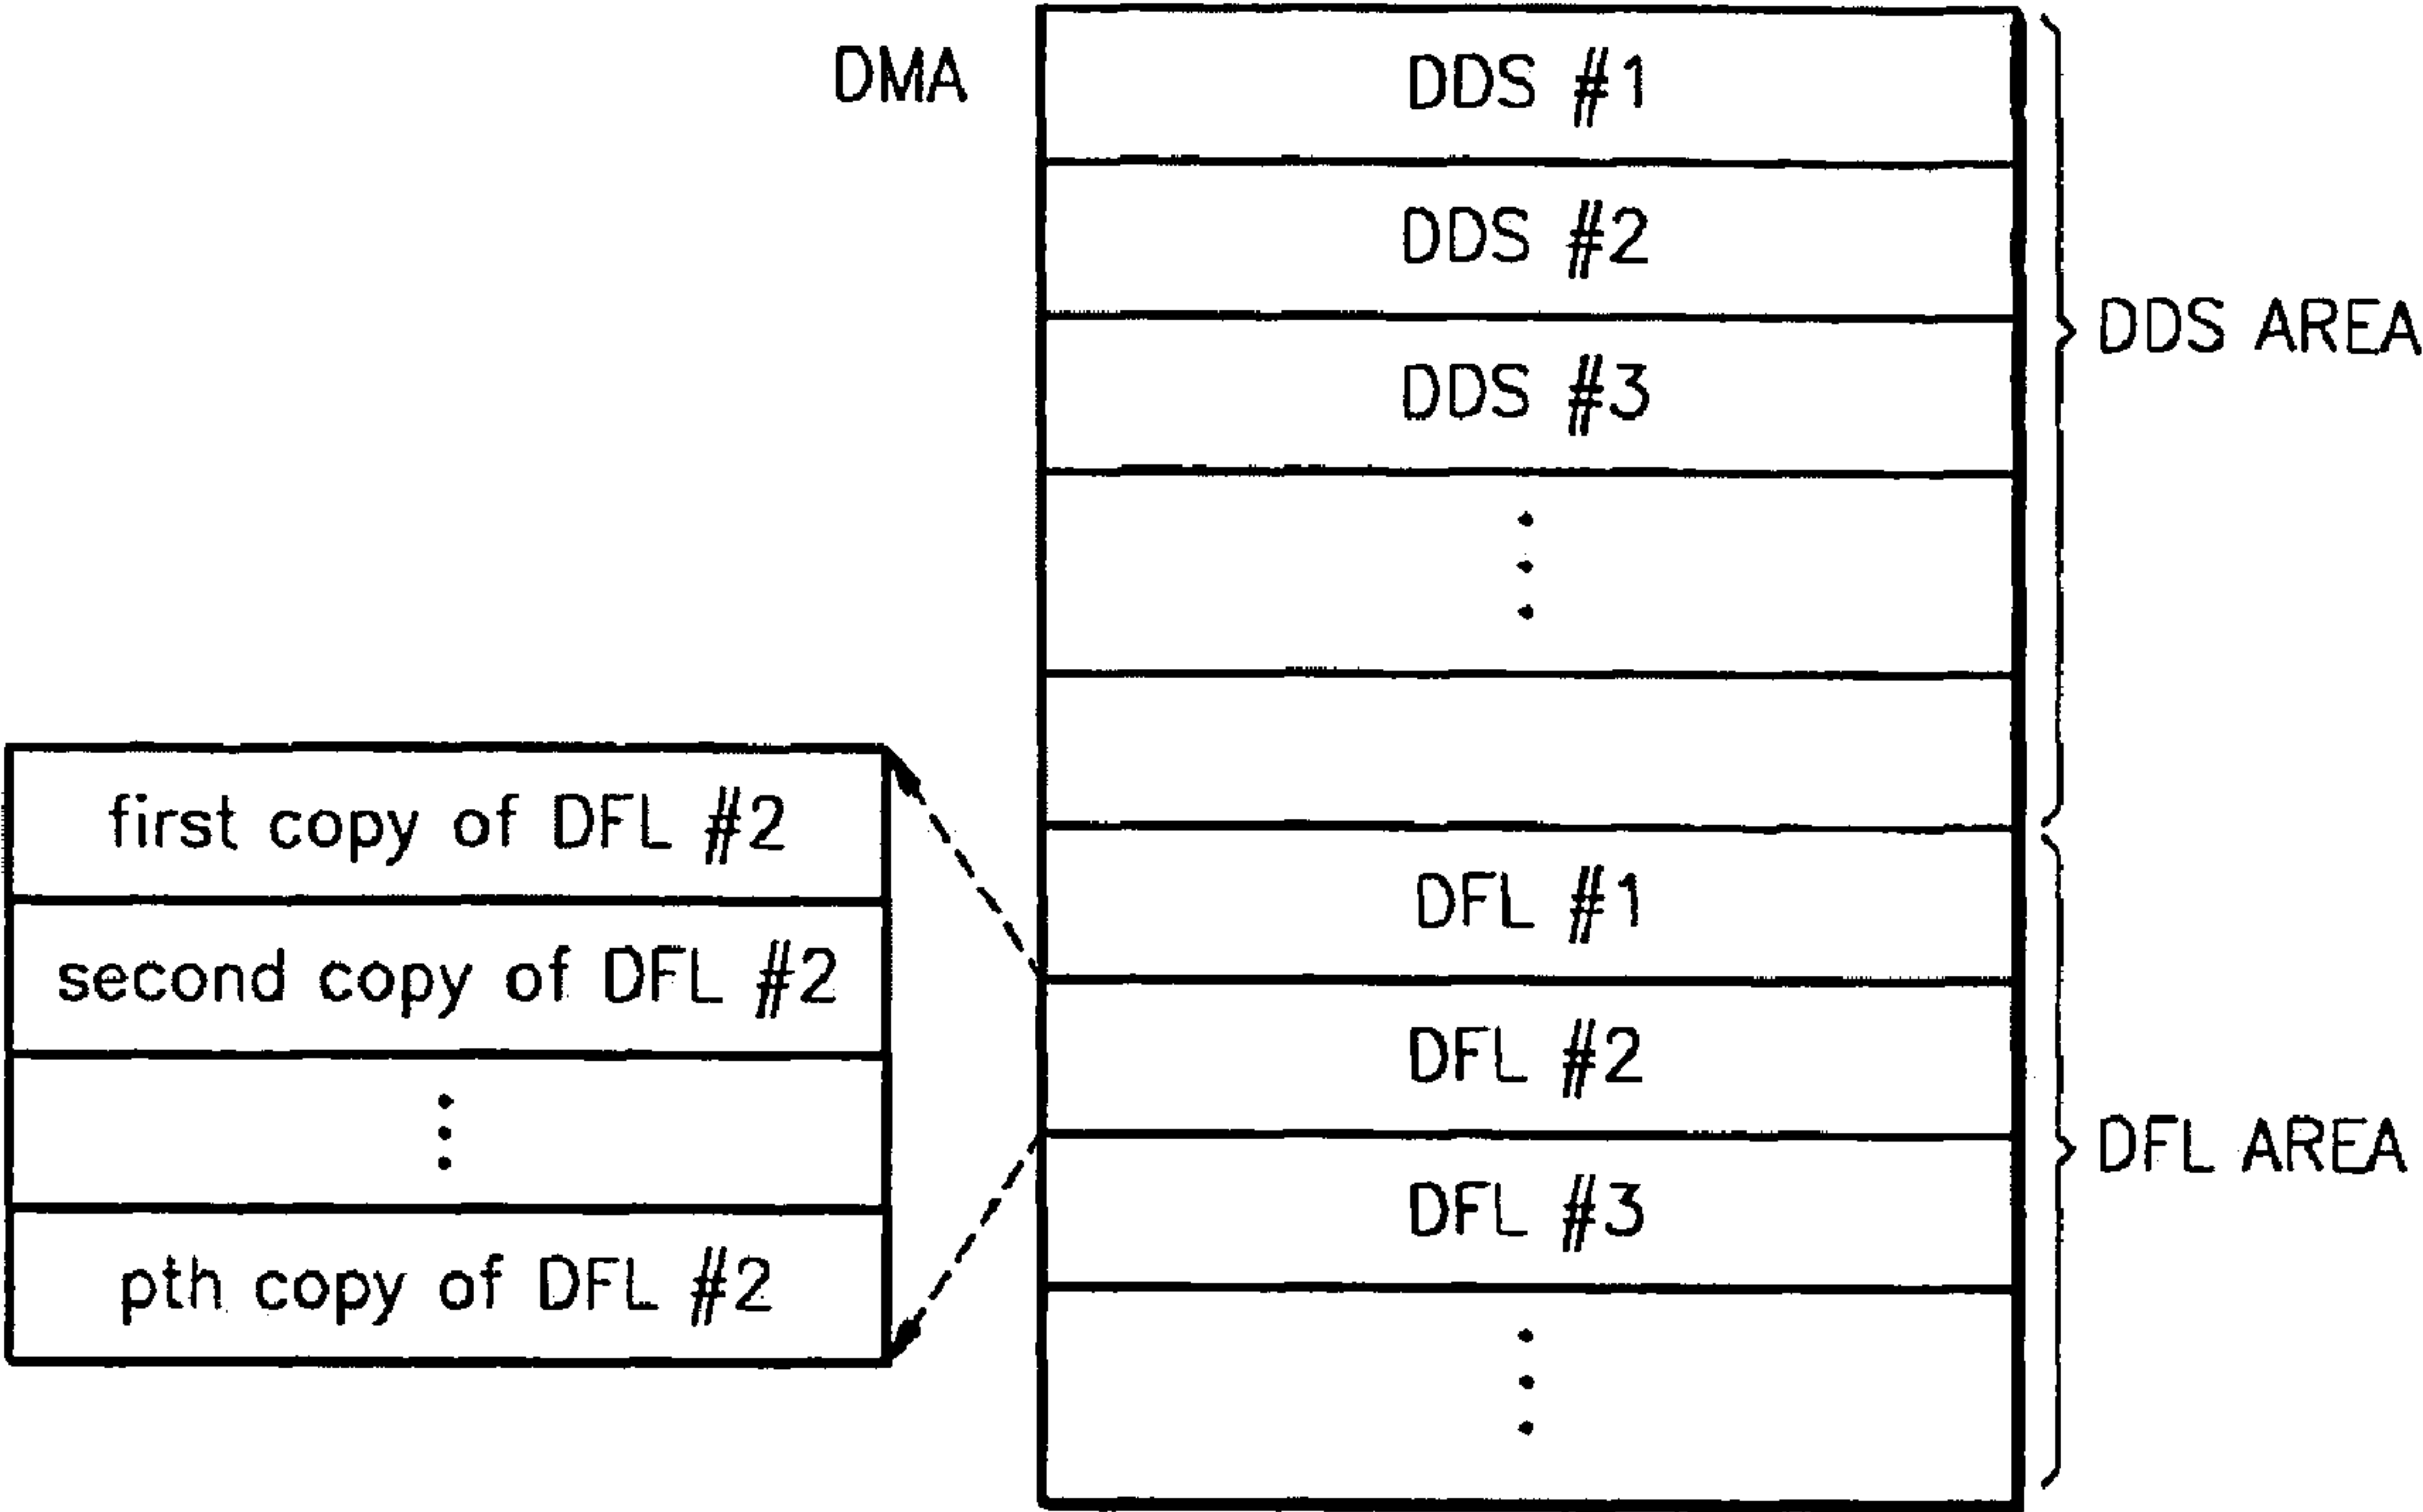 DMA
DDS #1
DDS #2
DDS #3
DDS AREA
DFL #1
DFL #2
DFL #3
DFL AREA
first copy of DFL #2
second copy of DFL #2
pth copy of DFL #2